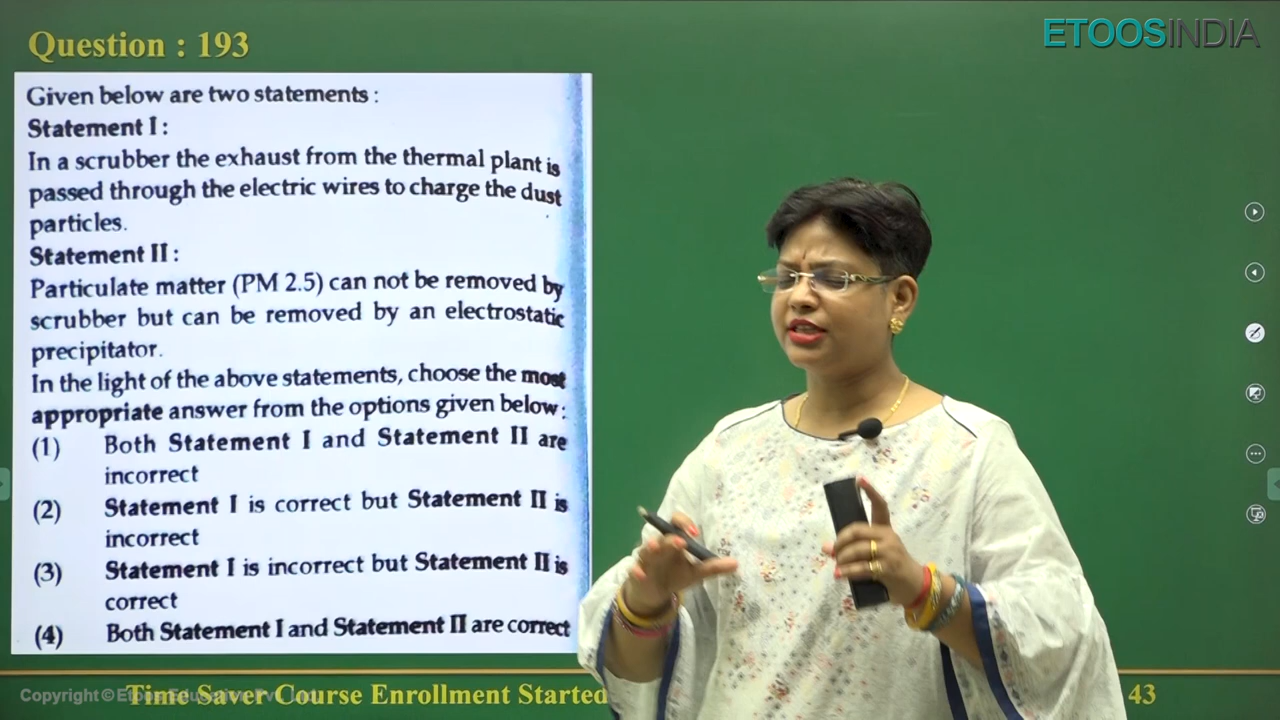 Question : 193
ETOOSINDIA
Given below are two statements :
Statement I :
In a scrubber the exhaust from the thermal plant is
passed through the electric wires to charge the dust
particles.
Statement II :
Particulate matter (PM 2.5) can not be removed by
scrubber but can be removed by an electrostatic
precipitator.
In the light of the above statements, choose the most
appropriate answer from the options given below :
(1) Both Statement I and Statement II are
incorrect
(2) Statement I is correct but Statement II is
incorrect
(3) Statement I is incorrect but Statement II is
correct
(4) Both Statement I and Statement II are correct
Copyright ©
Time Saver Course Enrollment Started
43